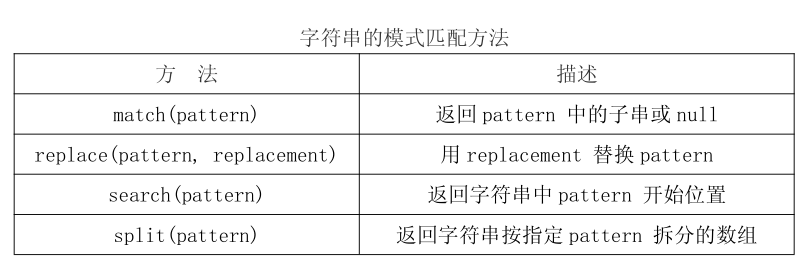 字符串的模式匹配方法
方 法 描述
match(pattern) 返回 pattern 中的子串或 null
replace(pattern, replacement) 用 replacement 替换 pattern
search(pattern) 返回字符串中 pattern 开始位置
split(pattern) 返回字符串按指定 pattern 拆分的数组